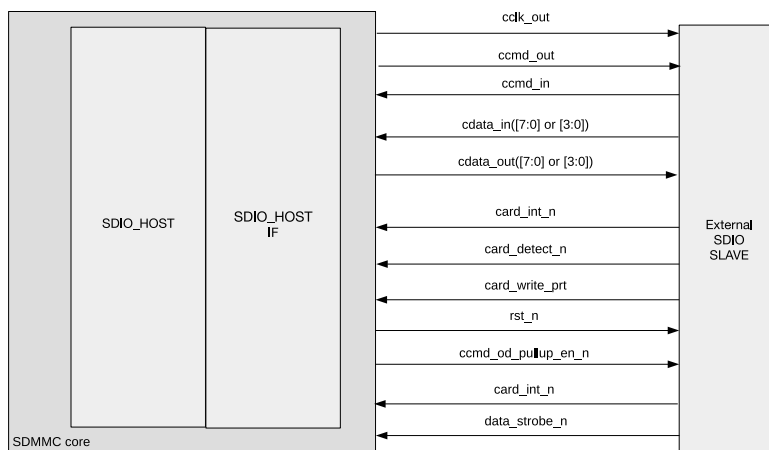 cclk_out
ccmd_out
ccmd_in
cdata_in([7:0] or [3:0])
cdata_out([7:0] or [3:0])
SDIO_HOST
SDIO_HOST
IF
card_int_n
External
SDIO
SLAVE
card_detect_n
card_write_prt
rst_n
ccmd_od_pullup_en_n
card_int_n
data_strobe_n
SDMMC core